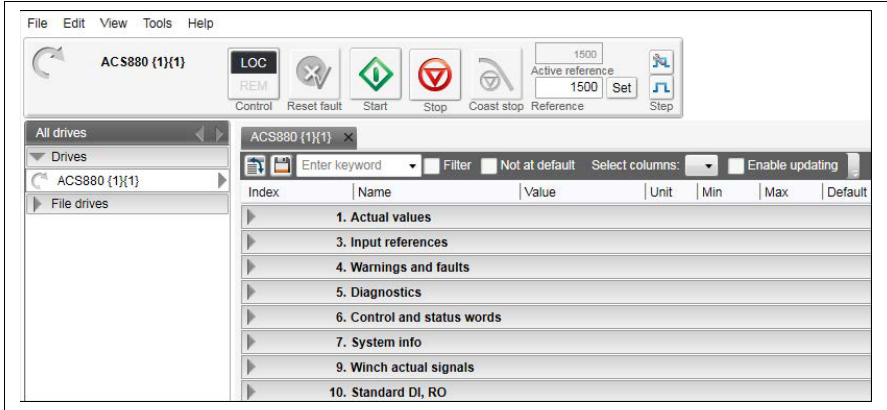 File Edit View Tools Help
ACS880 {1}{1}
LOC
REM
Control
Reset fault
Start
Stop
Coast stop
1500
Active reference
1500 Set
Reference
Step
All drives
Drives
ACS880 {1}{1}
File drives
ACS880 {1}{1} ×
Enter keyword Filter Not at default Select columns: Enable updating
Index Name Value Unit Min Max Default
1. Actual values
3. Input references
4. Warnings and faults
5. Diagnostics
6. Control and status words
7. System info
9. Winch actual signals
10. Standard DI, RO